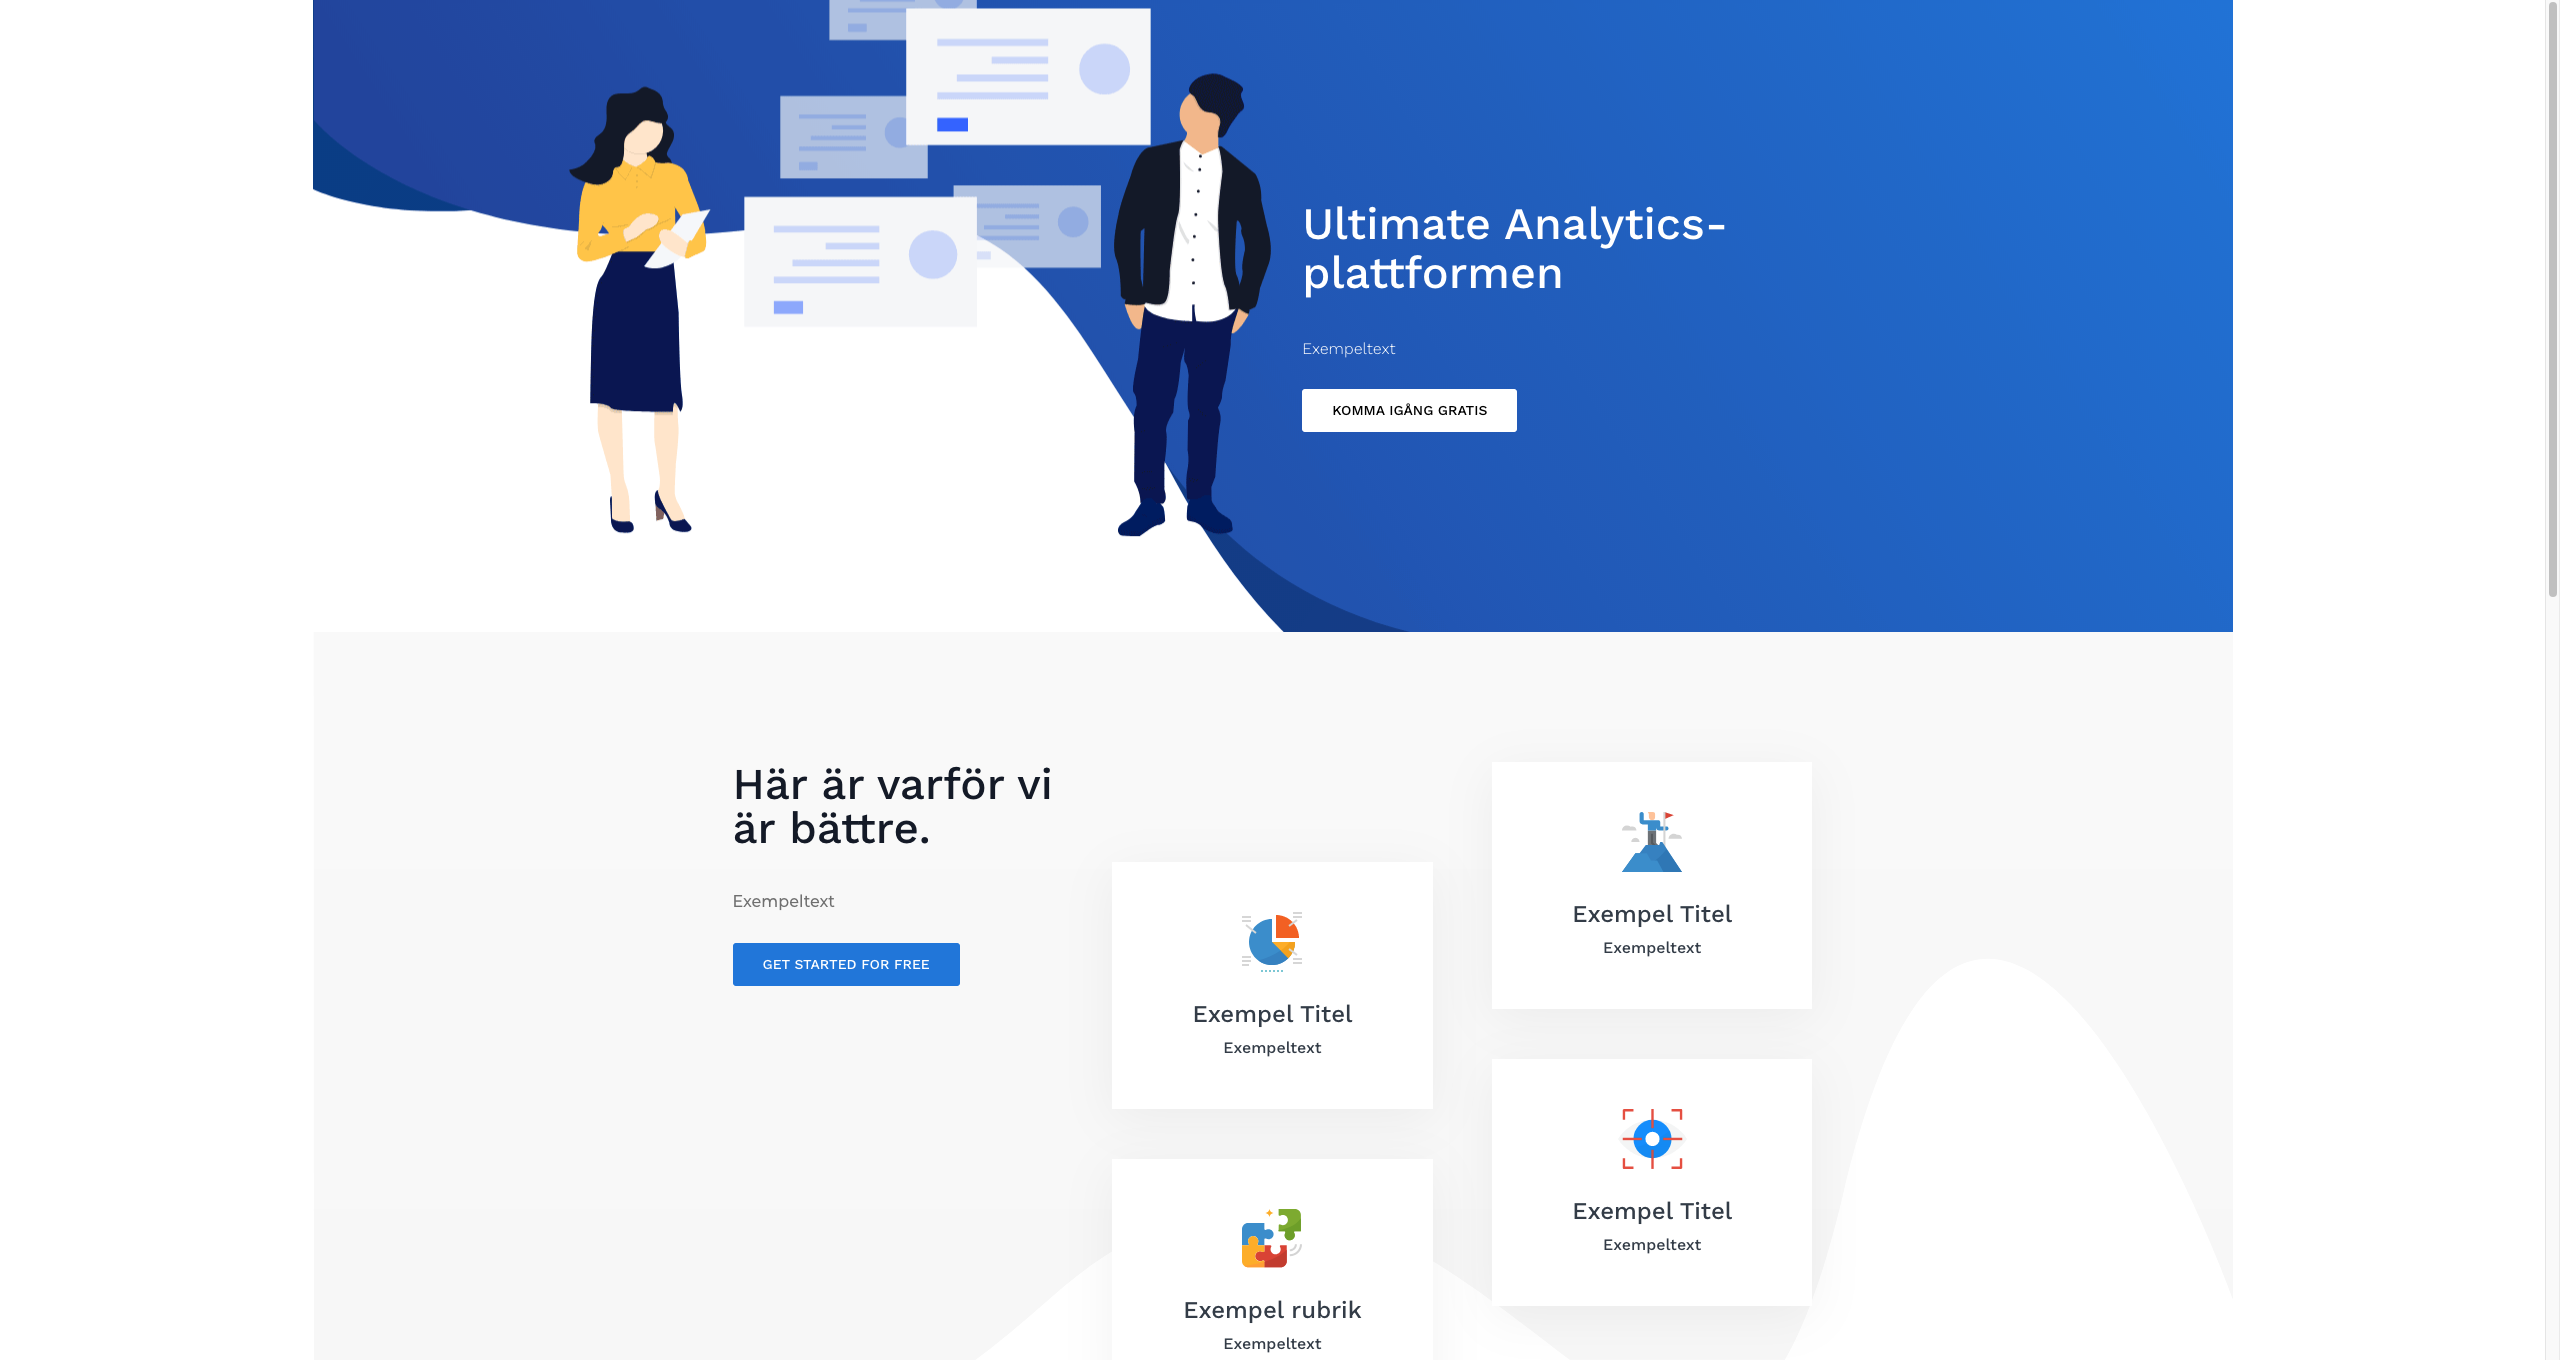 Ultimate Analytics-
plattformen
Exempeltext
KOMMA IGÅNG GRATIS
Här är varför vi
är bättre.
Exempeltext
GET STARTED FOR FREE
Exempel Titel
Exempeltext
Exempel Titel
Exempeltext
Exempel Titel
Exempeltext
Exempel rubrik
Exempeltext